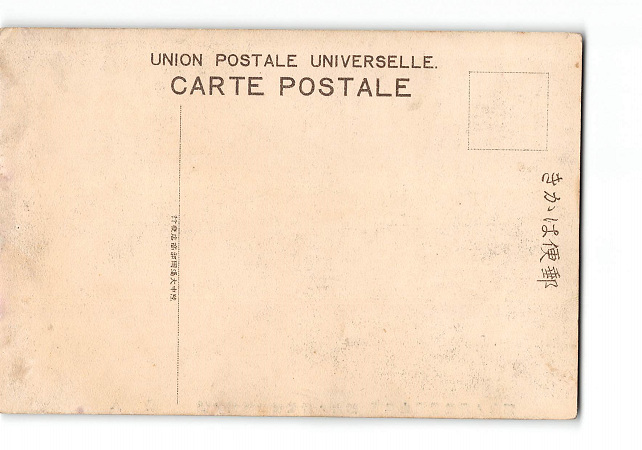 UNION POSTALE UNIVERSELLE.
CARTE POSTALE
きかは便郵